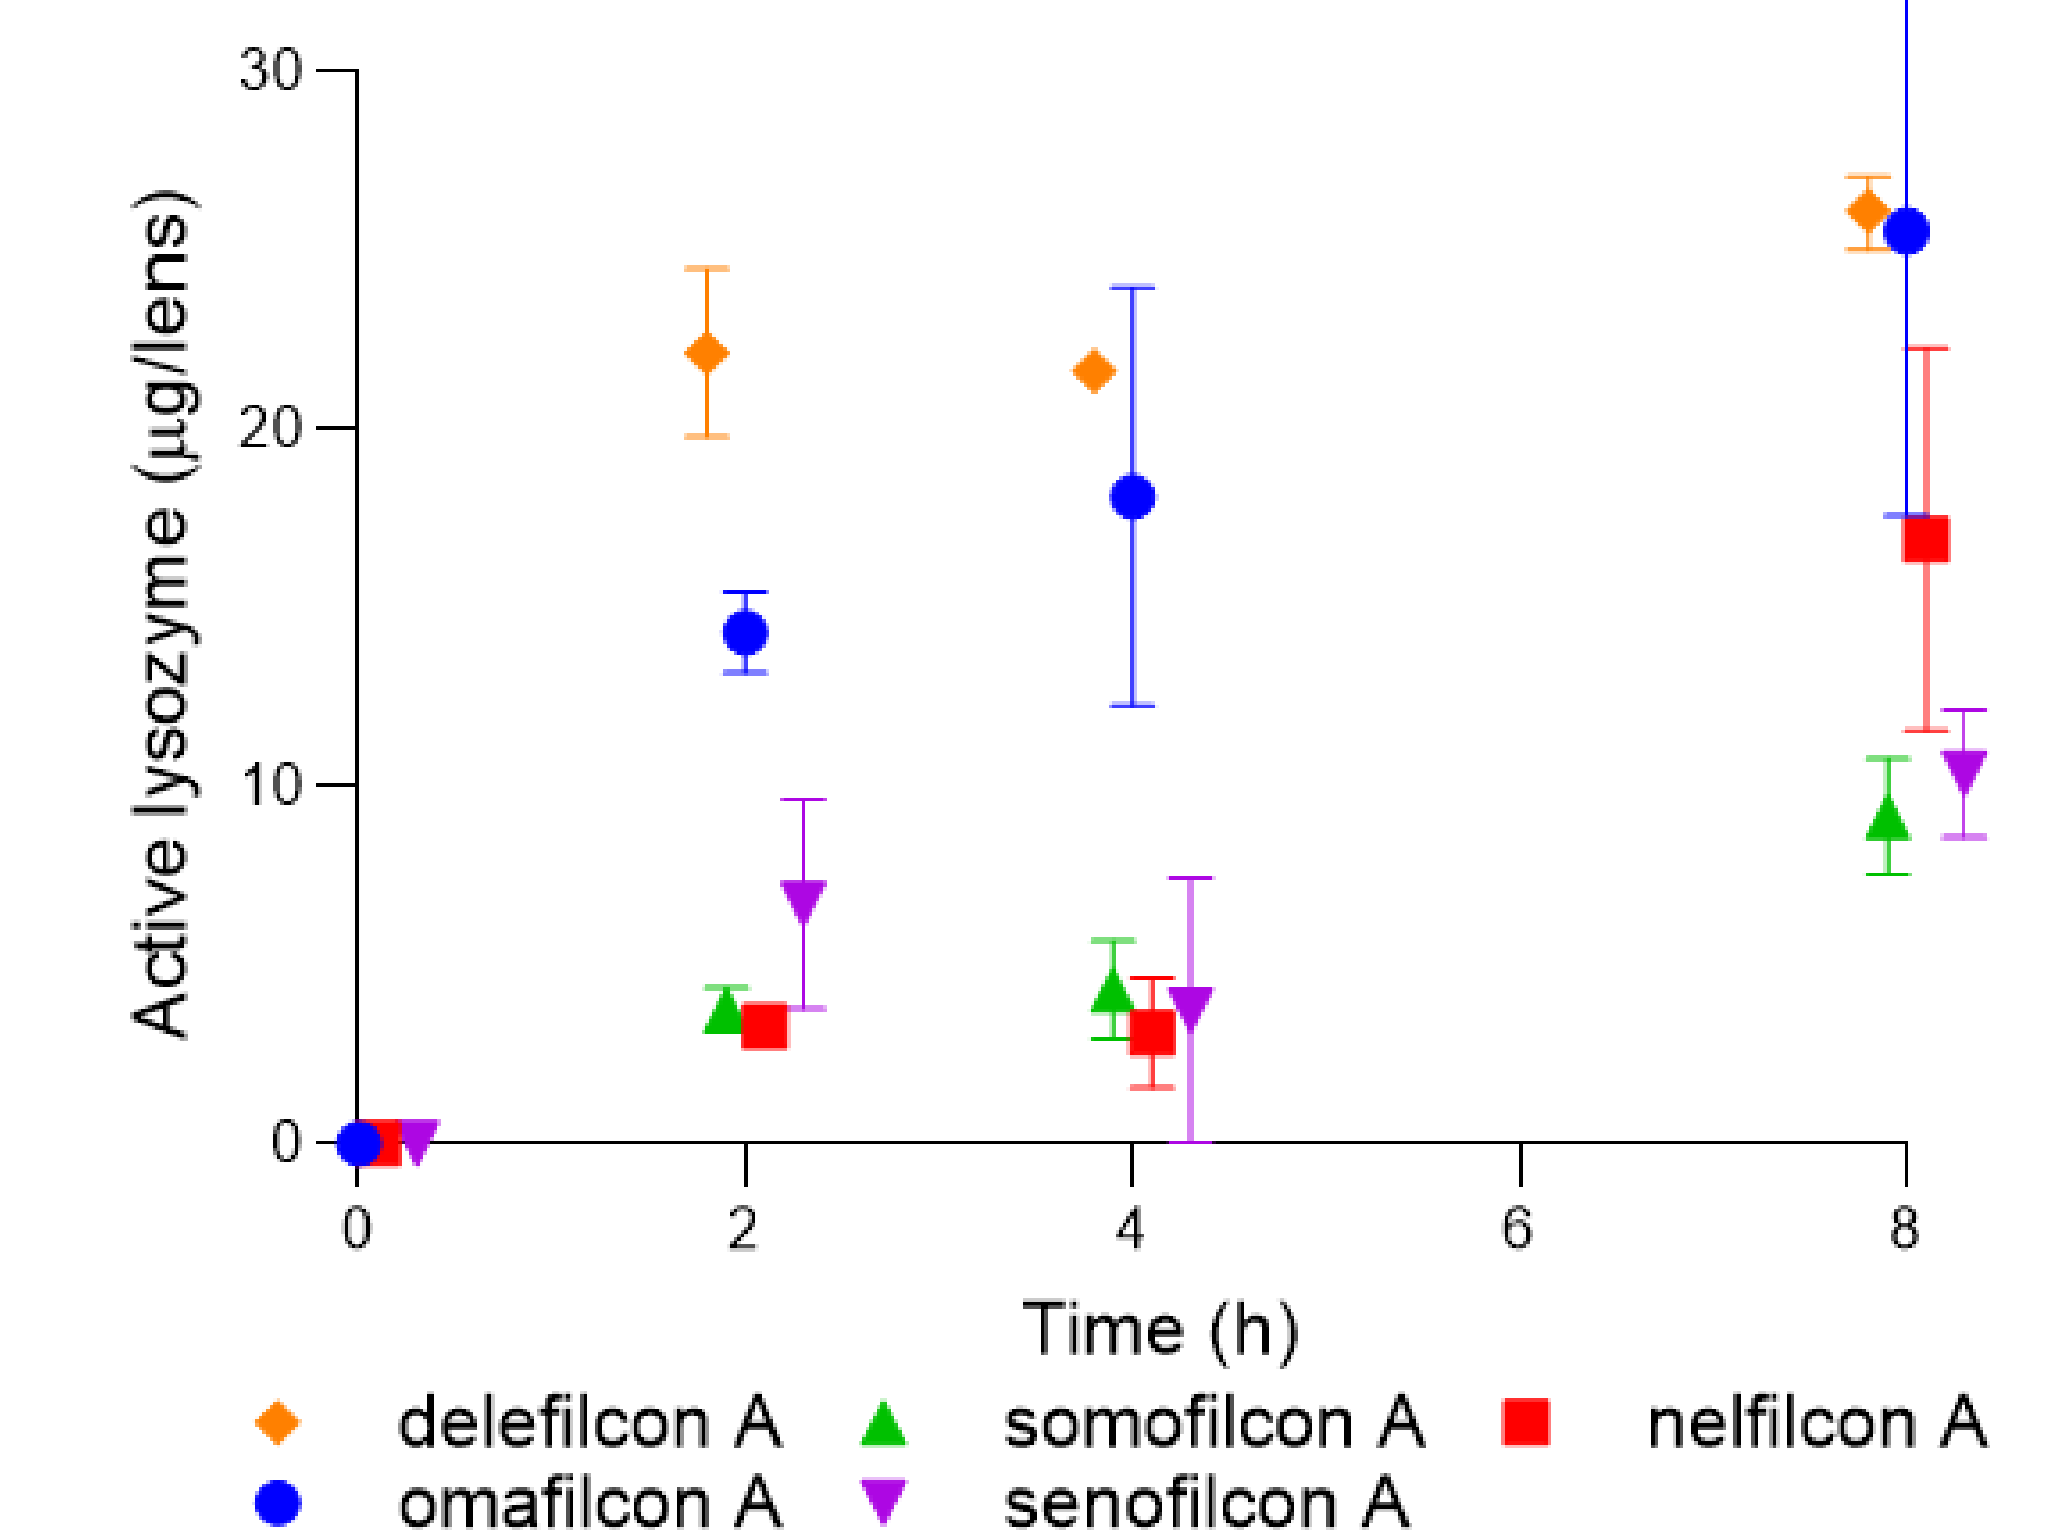 30
20
10
0
Active lysozyme (µg/lens)
0 2 4 6 8
Time (h)
delefilcon A somofilcon A nelfilcon A
omafilcon A senofilcon A